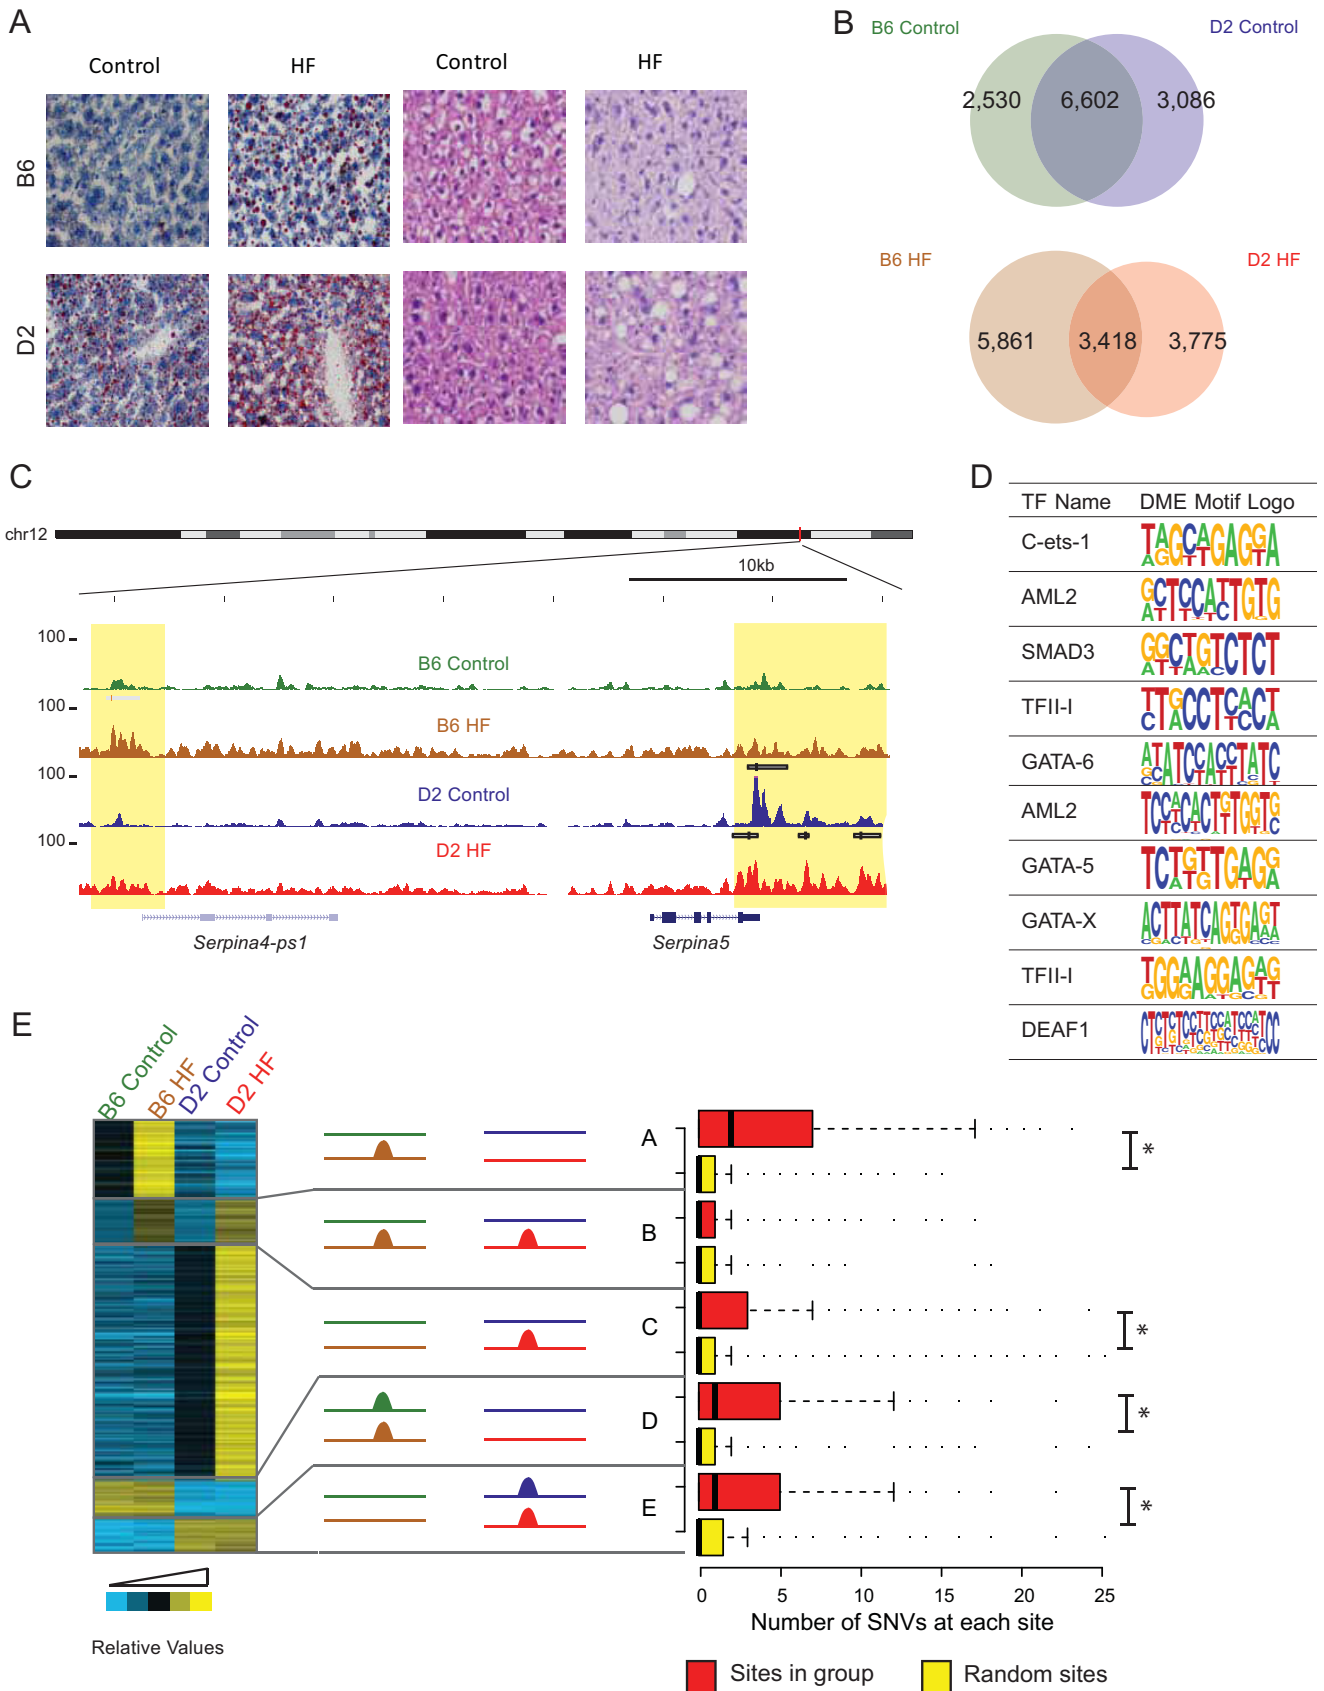 A
Control HF Control HF
B6
D2
B
B6 Control D2 Control
2,530 6,602 3,086
B6 HF D2 HF
5,861 3,418 3,775
C
chr12
10kb
100
B6 Control
100
B6 HF
100
D2 Control
100
D2 HF
Serpina4-ps1 Serpina5
D
TF Name DME Motif Logo
C-ets-1
AML2
SMAD3
TFII-I
GATA-6
AML2
GATA-5
GATA-X
TFII-I
DEAF1
E
B6 Control B6 HF D2 Control D2 HF
A
*
B
C
*
D
*
E
*
0 5 10 15 20 25
Number of SNVs at each site
Relative Values
Sites in group Random sites